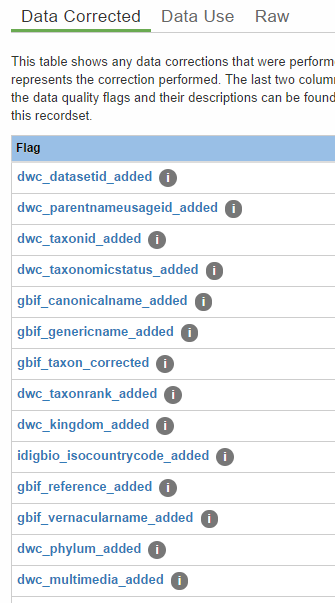 Data Corrected Data Use Raw
This table shows any data corrections that were perform
represents the correction performed. The last two colum
the data quality flags and their descriptions can be found
this recordset.
Flag
dwc_datasetid_added i
dwc_parentnameusageid_added i
dwc_taxonid_added i
dwc_taxonomicstatus_added i
gbif_canonicalname_added i
gbif_genericname_added i
gbif_taxon_corrected i
dwc_taxonrank_added i
dwc_kingdom_added i
idigbio_isocountrycode_added i
gbif_reference_added i
gbif_vernacularname_added i
dwc_phylum_added i
dwc_multimedia_added i